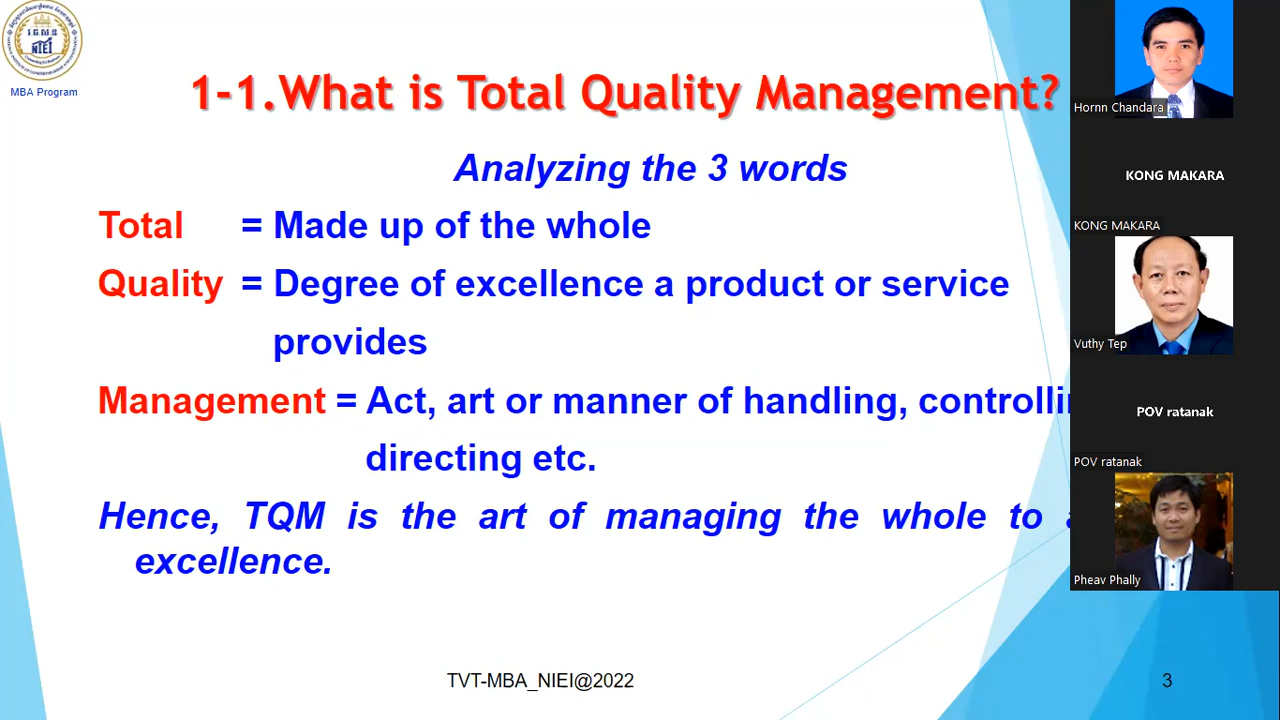 NIEI
MBA Program
1-1.What is Total Quality Management?
Analyzing the 3 words
Total = Made up of the whole
Quality = Degree of excellence a product or service
provides
Management = Act, art or manner of handling,
directing etc.
Hence, TQM is the art of managing the whole to
excellence.
TVT-MBA_NIEI@2022
3
Hornn Chandara
KONG MAKARA
KONG MAKARA
Vuthy Tep
POV ratanak
POV ratanak
Pheav Phally